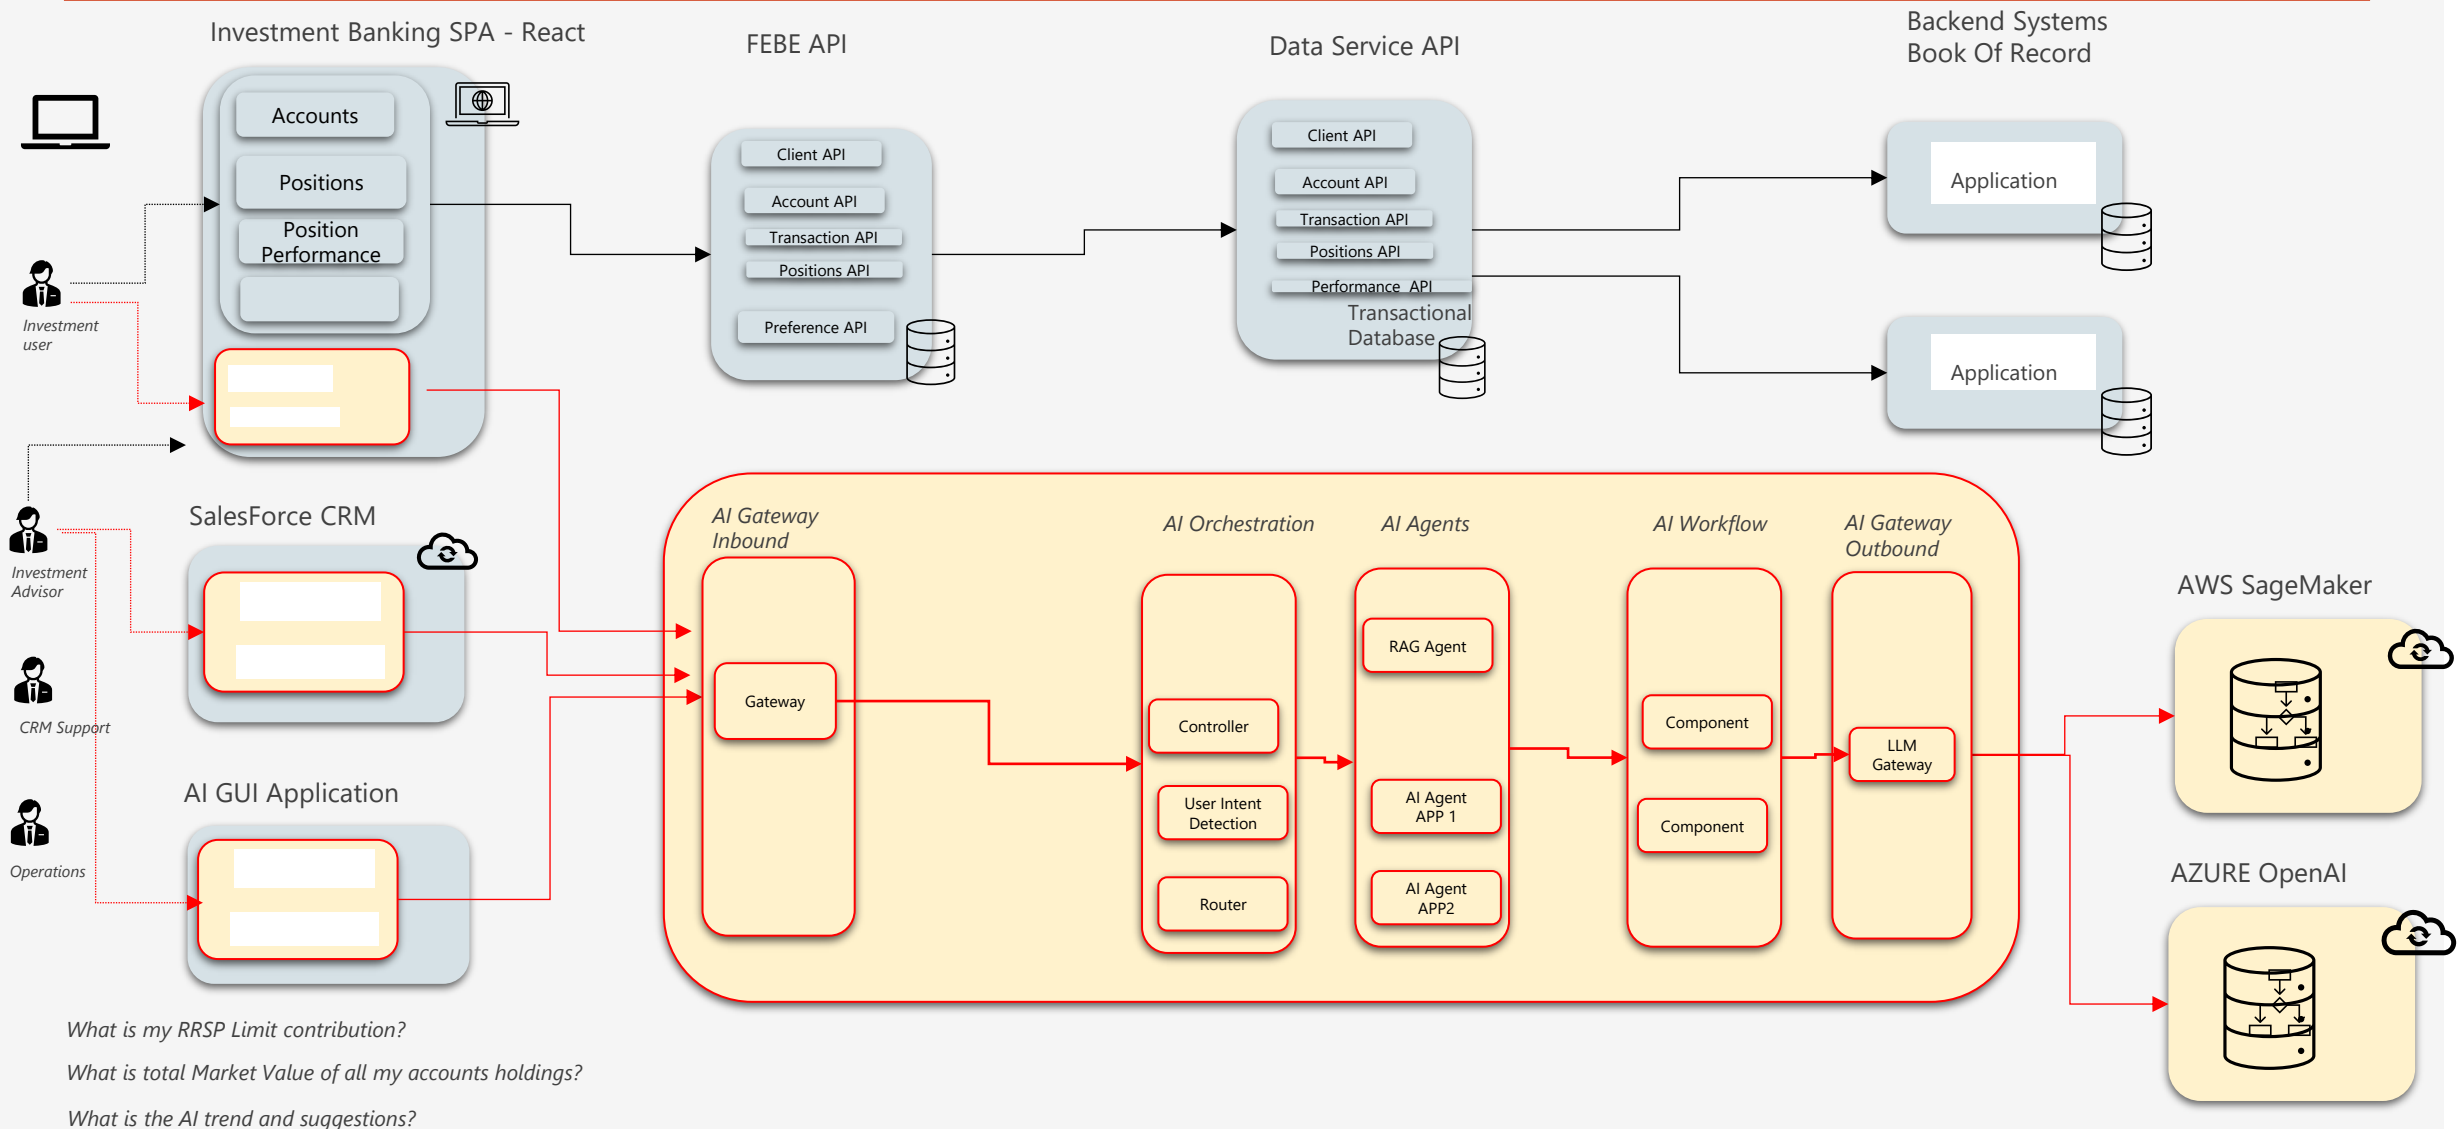 Investment Banking SPA - React
FEBE API
Data Service API
Backend Systems
Book Of Record
Accounts
Positions
Position
Performance
Client API
Account API
Transaction API
Positions API
Preference API
Client API
Account API
Transaction API
Positions API
Performance  API
Transactional
Database
Application
Application
Investment
user
Investment
Advisor
CRM Support
Operations
SalesForce CRM
AI GUI Application
AI Gateway
Inbound
Gateway
AI Orchestration
Controller
User Intent
Detection
Router
AI Agents
RAG Agent
AI Agent
APP 1
AI Agent
APP2
AI Workflow
Component
Component
AI Gateway
Outbound
LLM
Gateway
AWS SageMaker
AZURE OpenAI
What is my RRSP Limit contribution?
What is total Market Value of all my accounts holdings?
What is the AI trend and suggestions?